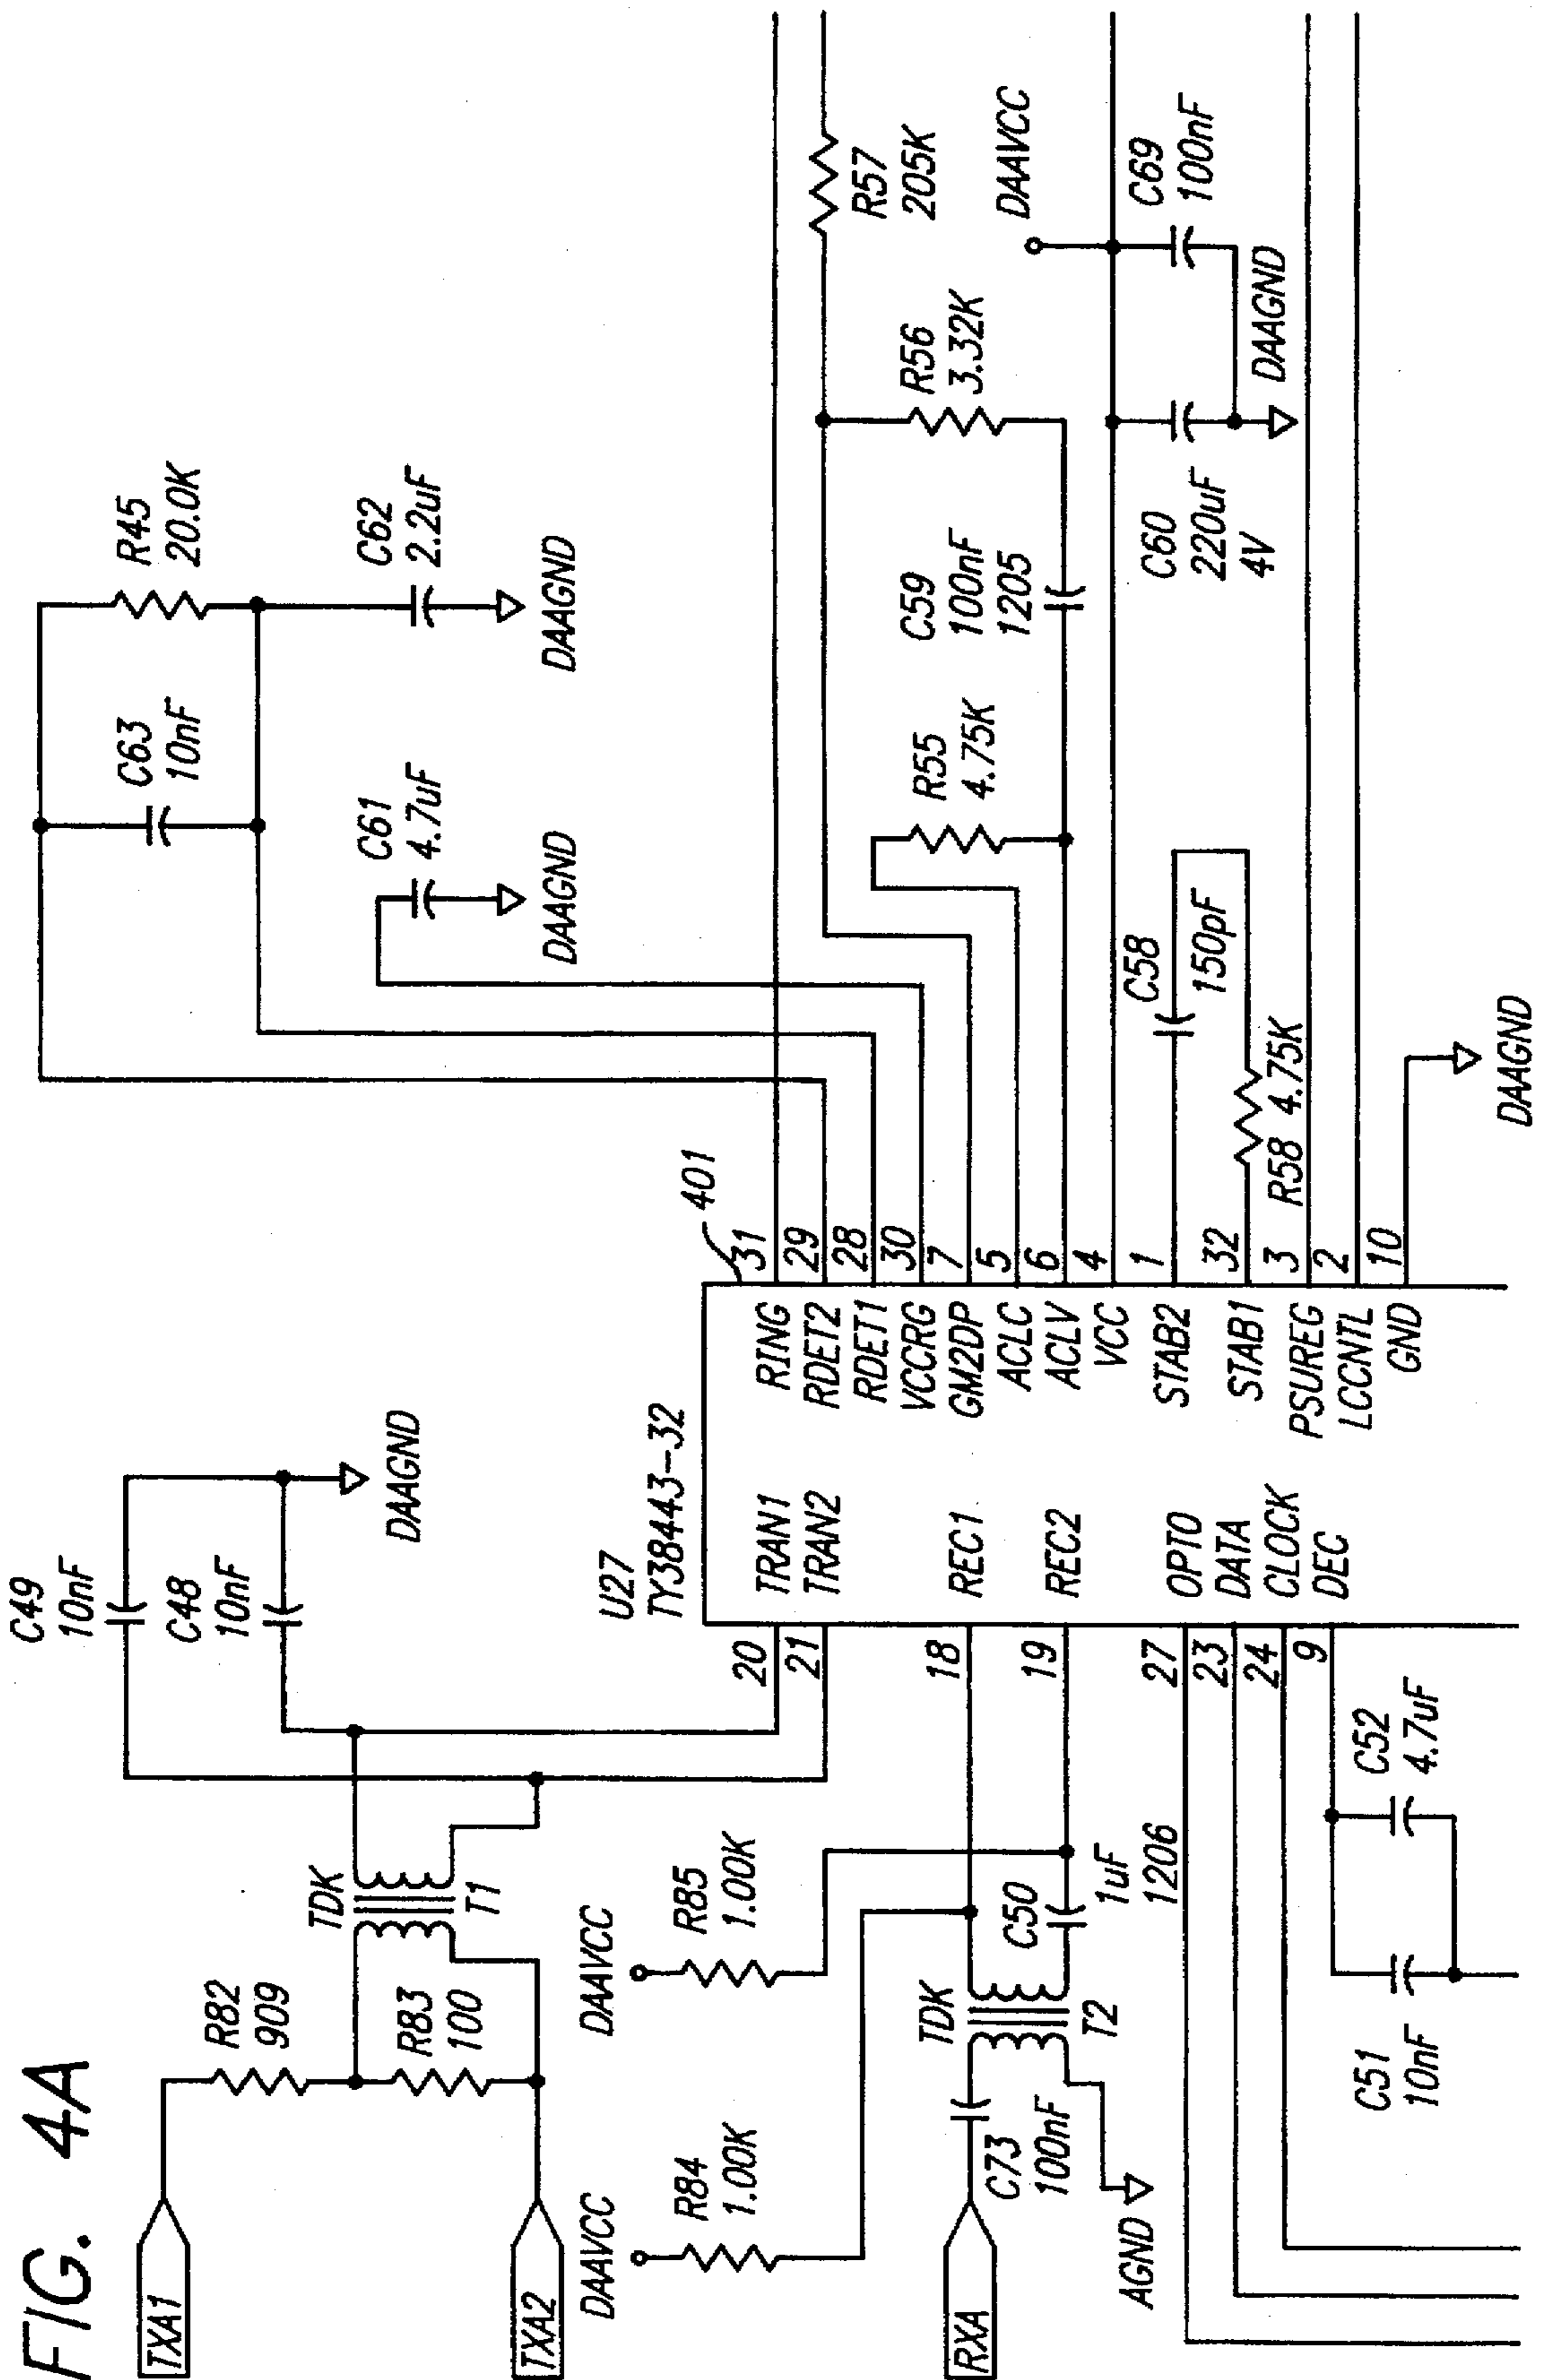 FIG. 4A
TXA1
TXA2
RXA
R82
909
R83
100
TDK
T1
C49
10nF
C48
10nF
DAAGND
DAAVCC
R84
1.00K
DAAVCC
R85
1.00K
C73
100nF
AGND
TDK
T2
C50
1uF
1206
C51
10nF
C52
4.7uF
U27
TY38443-32
401
20
TRAN1
21
TRAN2
18
REC1
19
REC2
27
OPTO
23
DATA
24
CLOCK
9
DEC
RING
31
RDET2
29
RDET1
28
VCCRG
30
GM2DP
7
ACLC
5
ACLV
6
VCC
4
STAB2
1
STAB1
32
PSUREG
3
LCCNTL
2
GND
10
C63
10nF
R45
20.0K
C61
4.7uF
DAAGND
C62
2.2uF
DAAGND
R55
4.75K
C59
100nF
1205
R56
3.32K
R57
205K
DAAVCC
C58
150pF
R58 4.75K
C60
220uF
4V
C69
100nF
DAAGND
DAAGND